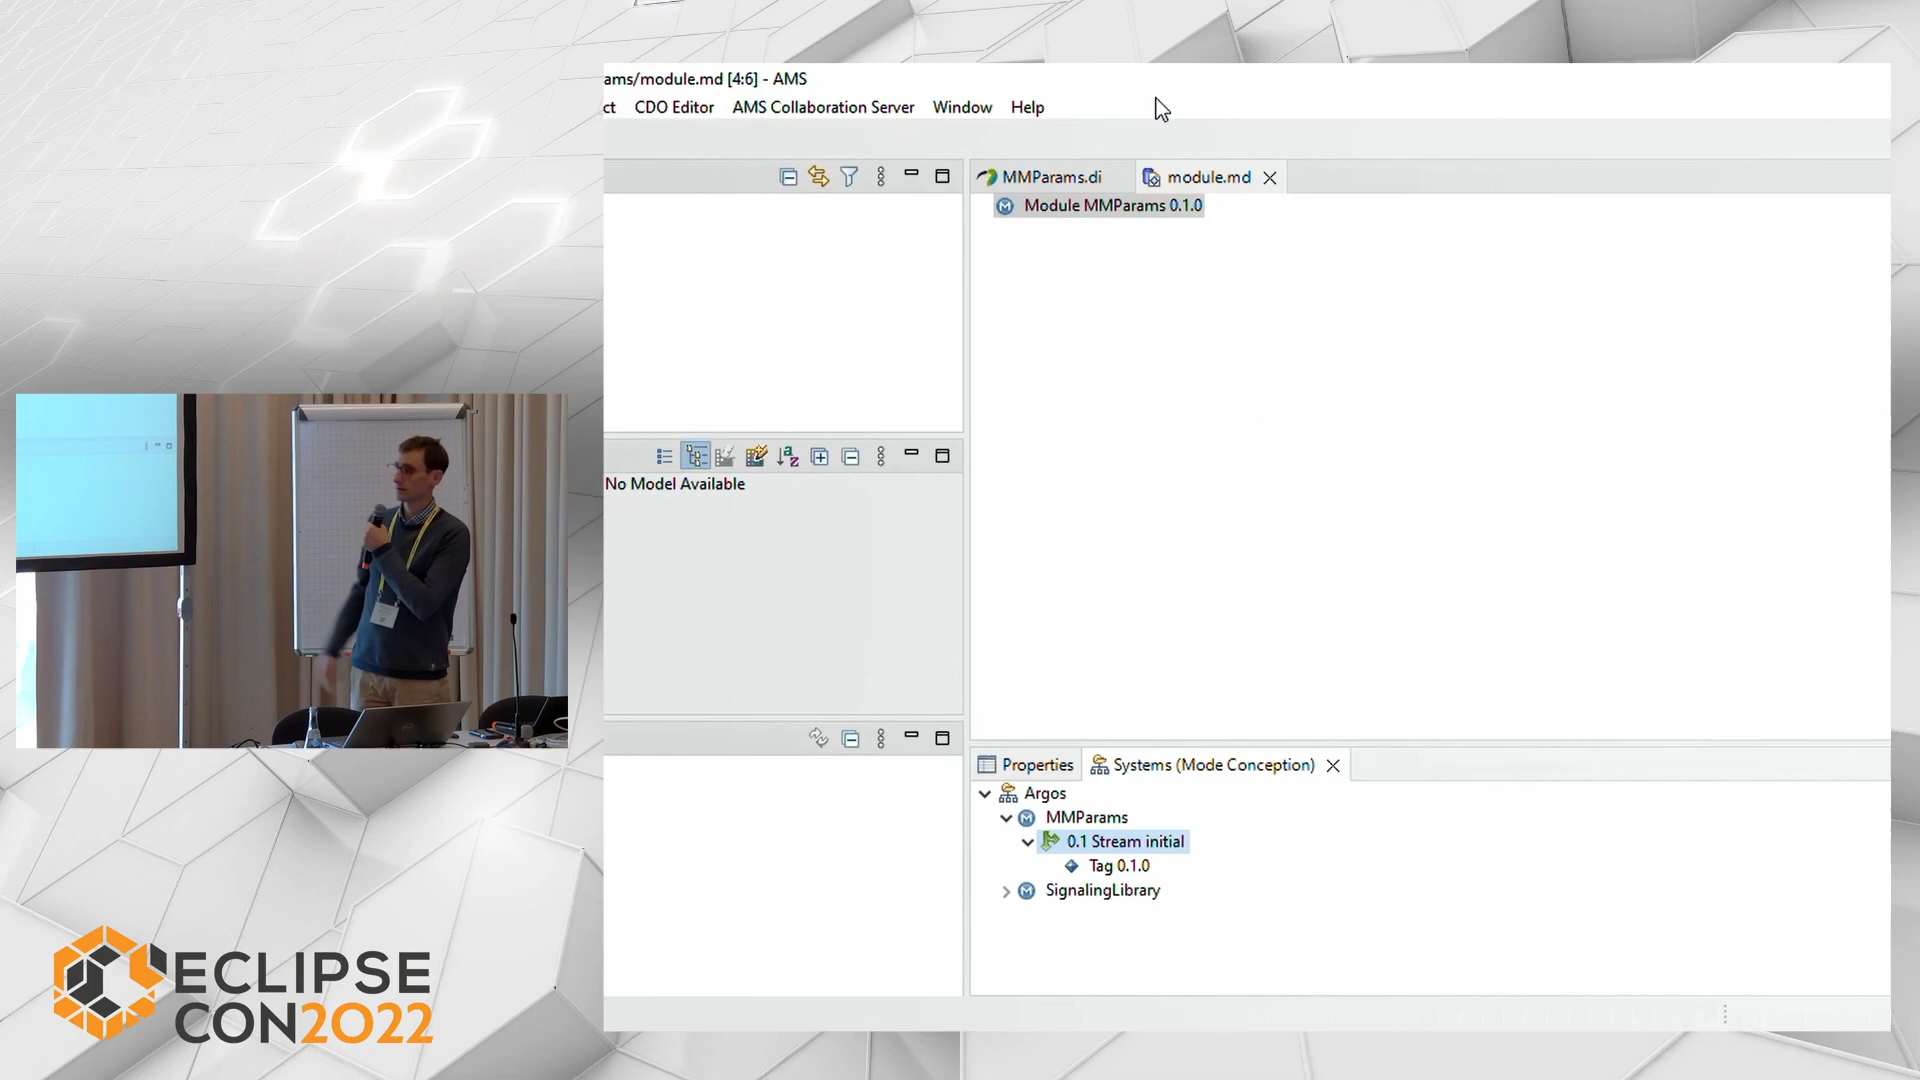 ams/module.md [4:6] - AMS
ct CDO Editor AMS Collaboration Server Window Help
MMParams.di module.md
Module MMParams 0.1.0
No Model Available
Properties Systems (Mode Conception)
Argos
MMParams
0.1 Stream initial
Tag 0.1.0
SignalingLibrary
ECLIPSE
CON2022